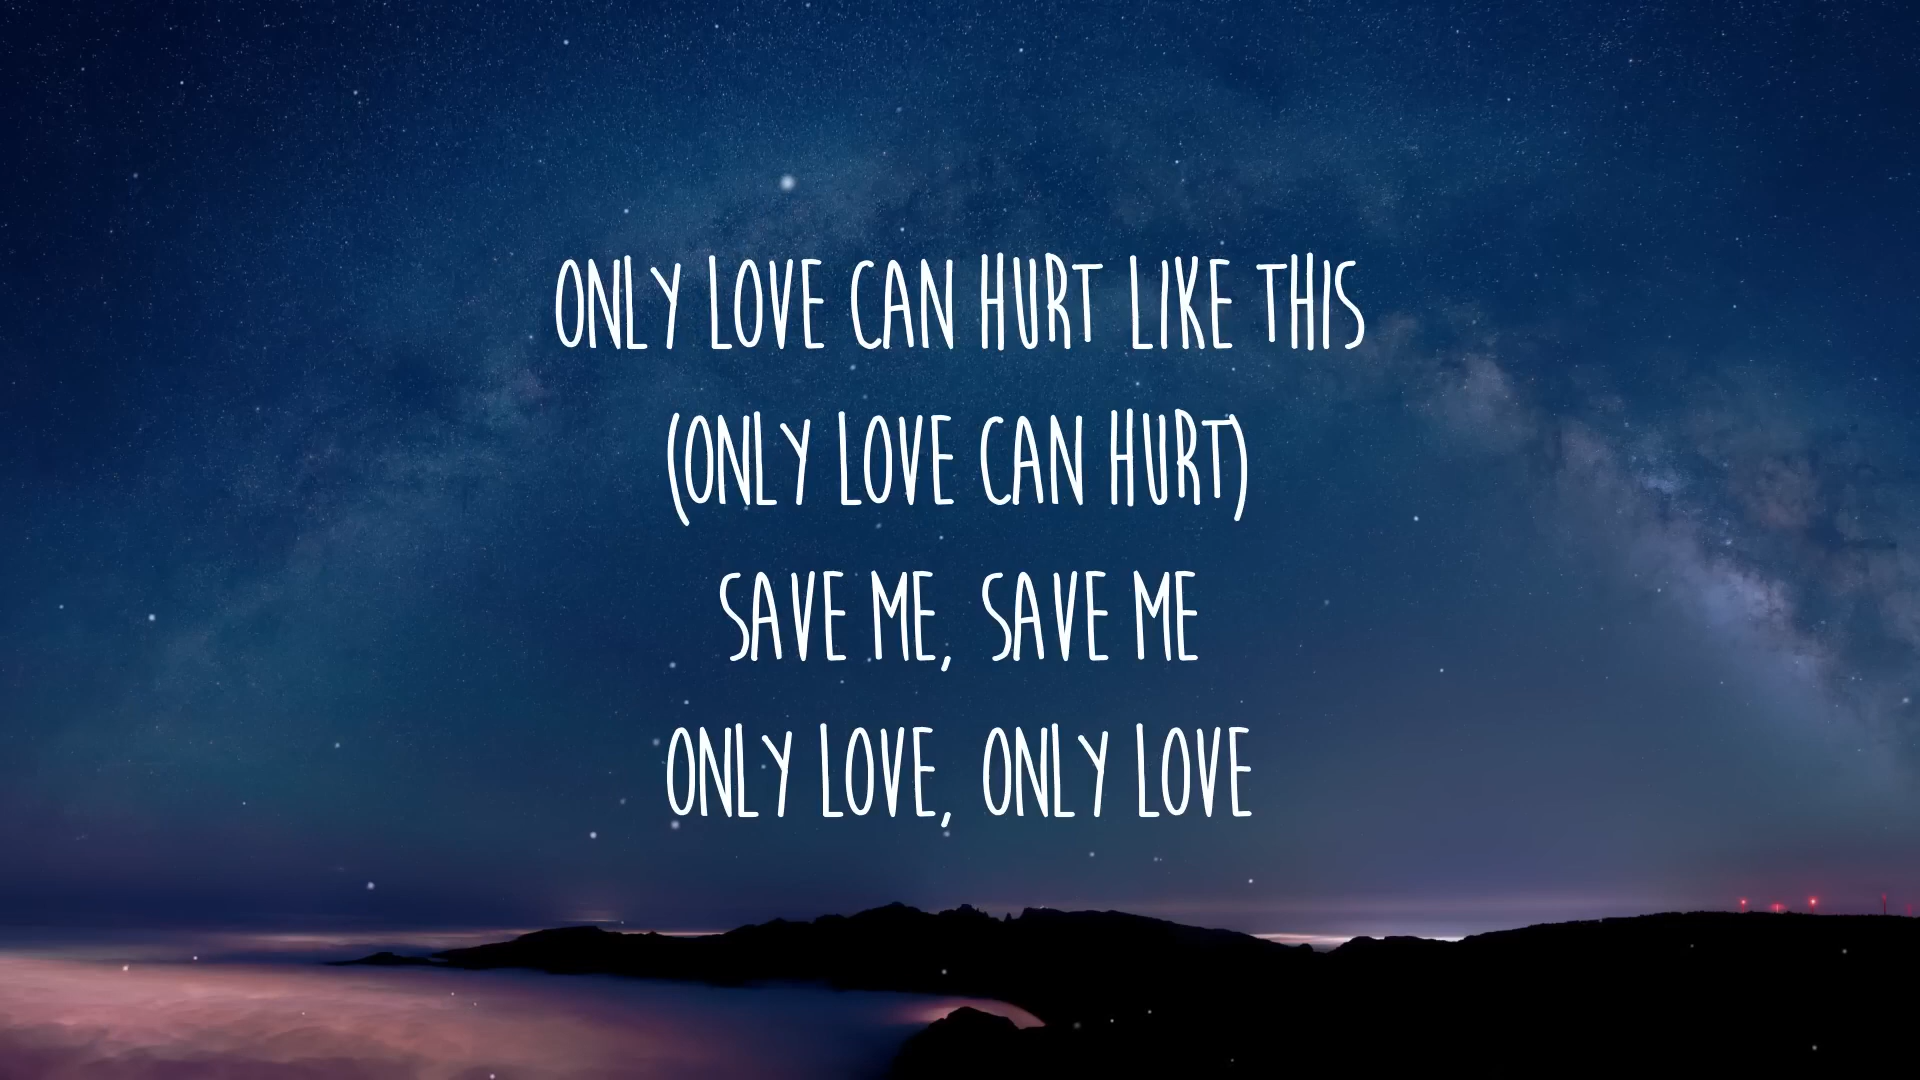 ONLY LOVE CAN HURT LIKE THIS
(ONLY LOVE CAN HURT)
SAVE ME, SAVE ME
ONLY LOVE, ONLY LOVE